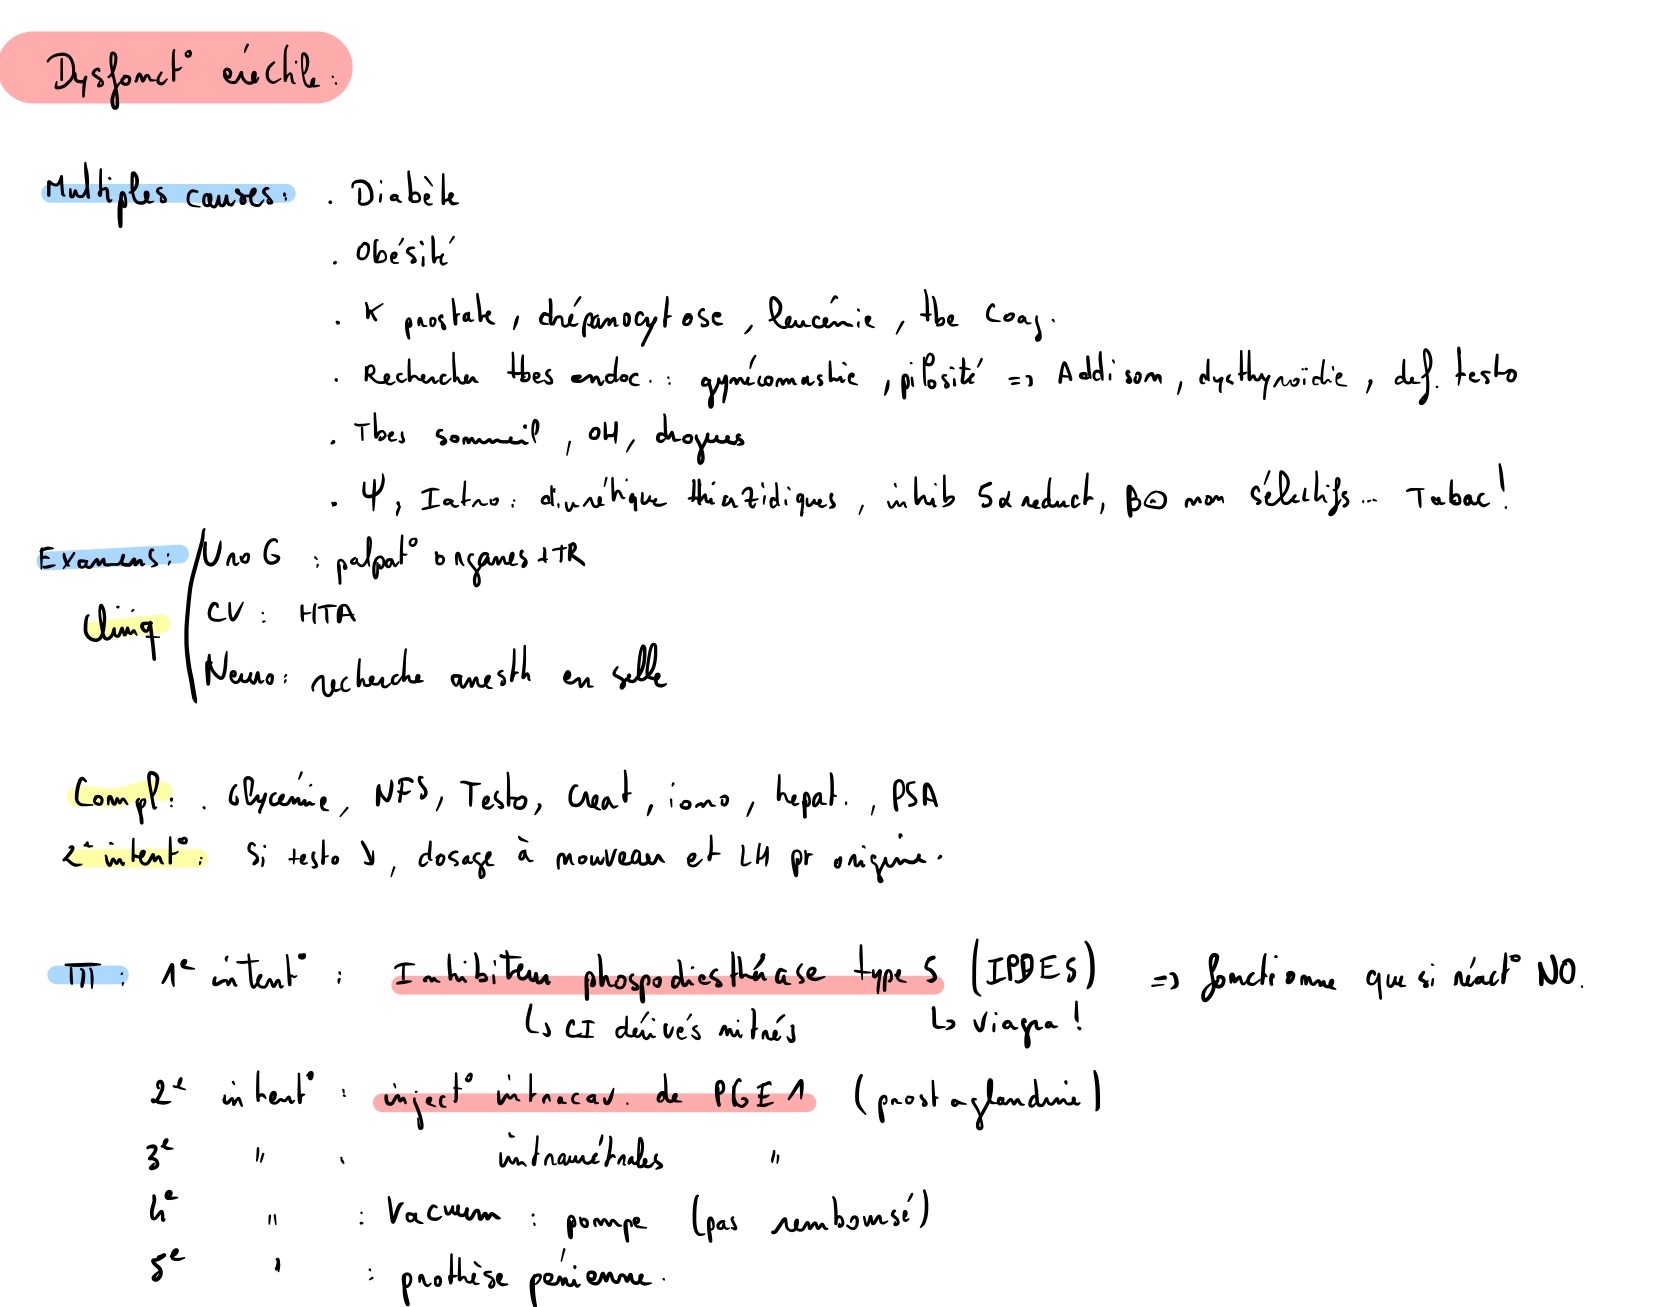 Dysfonct° érectile :
Multiples causes : . Diabète
. Obésité
. K prostate, drépanocytose, leucémie, tbe coag.
. Rechercher tbes endoc. : gynécomastie, pilosité => Addison, dysthyroïdie, def. testo
. Tbes sommeil, OH, drogues
. Ψ, Iatro : diurétique thiazidiques, inhib 5α reduct, β⊖ non sélectifs... Tabac !
Examens : Uro G : palpat° organes + TR
Cliniq CV : HTA
Neuro : recherche anesth en selle
Compl : . Glycémie, NFS, Testo, creat, iono, hepat., PSA
2e intent° : Si testo ↘, dosage à nouveau et LH pr origine.
TTT : 1e intent° : Inhibiteur phospodiesthérase type 5 (IPDE5) => fonctionne que si réact° NO.
↳ CI dérivés nitrés ↳ Viagra !
2e intent° : inject° intracav. de PGE1 (prostaglandine)
3e " : intraurétrales "
4e " : Vacuum : pompe (pas remboursé)
5e " : prothèse pénienne.